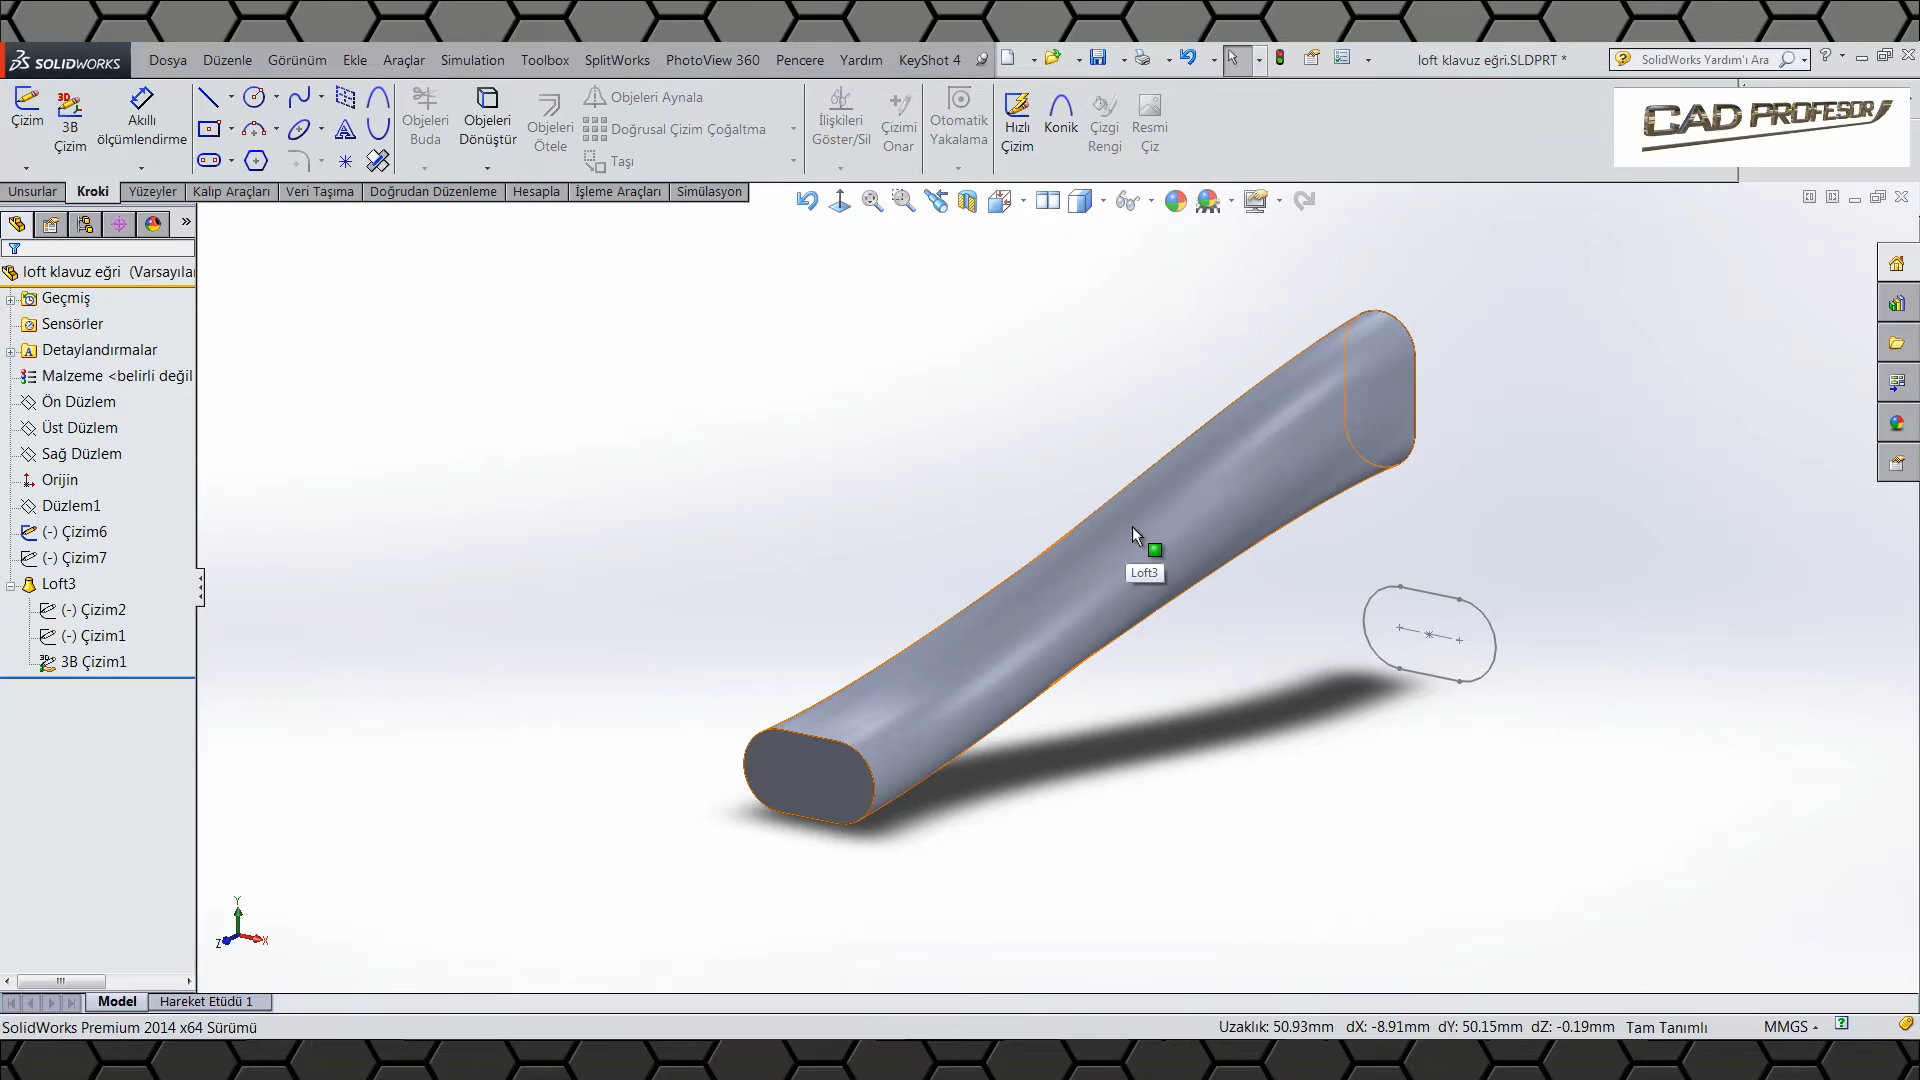 SOLIDWORKS
Dosya Düzenle Görünüm Ekle Araçlar Simulation Toolbox SplitWorks PhotoView 360 Pencere Yardım KeyShot 4
loft klavuz eğri.SLDPRT *
SolidWorks Yardım'ı Ara
Çizim
3B
Çizim
Akıllı
ölçümlendirme
Objeleri
Buda
Objeleri
Dönüştür
Objeleri
Ötele
Objeleri Aynala
Doğrusal Çizim Çoğaltma
Taşı
İlişkileri
Göster/Sil
Çizimi
Onar
Otomatik
Yakalama
Hızlı
Çizim
Konik
Çizgi
Rengi
Resmi
Çiz
CAD PROFESOR
Unsurlar Kroki Yüzeyler Kalıp Araçları Veri Taşıma Doğrudan Düzenleme Hesapla İşleme Araçları Simülasyon
loft klavuz eğri (Varsayılan
Geçmiş
Sensörler
Detaylandırmalar
Malzeme <belirli değil
Ön Düzlem
Üst Düzlem
Sağ Düzlem
Orijin
Düzlem1
(-) Çizim6
(-) Çizim7
Loft3
(-) Çizim2
(-) Çizim1
3B Çizim1
Loft3
Y
Z
X
Model Hareket Etüdü 1
SolidWorks Premium 2014 x64 Sürümü
Uzaklık: 50.93mm dX: -8.91mm dY: 50.15mm dZ: -0.19mm Tam Tanımlı MMGS